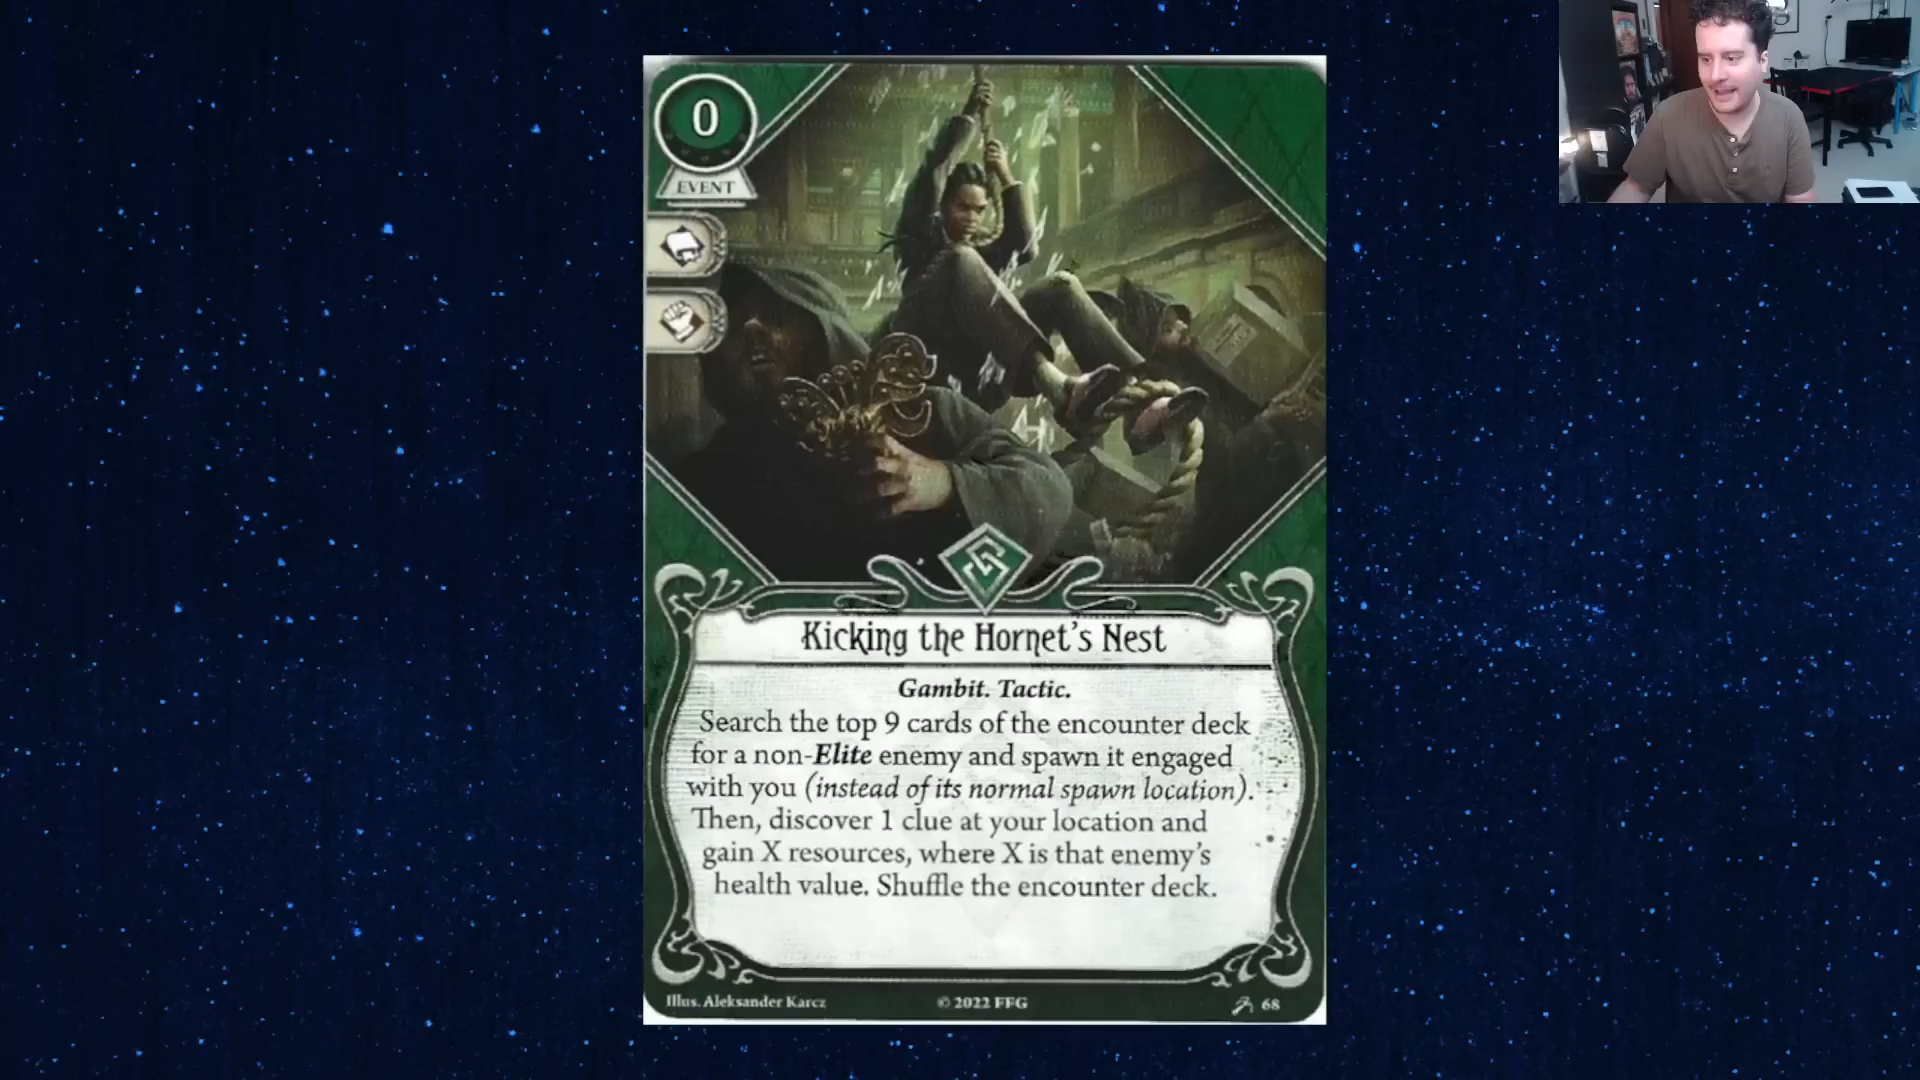 0
EVENT
Kicking the Hornet's Nest
Gambit. Tactic.
Search the top 9 cards of the encounter deck
for a non-Elite enemy and spawn it engaged
with you (instead of its normal spawn location).
Then, discover 1 clue at your location and
gain X resources, where X is that enemy's
health value. Shuffle the encounter deck.
Illus. Aleksander Karcz
© 2022 FFG
68